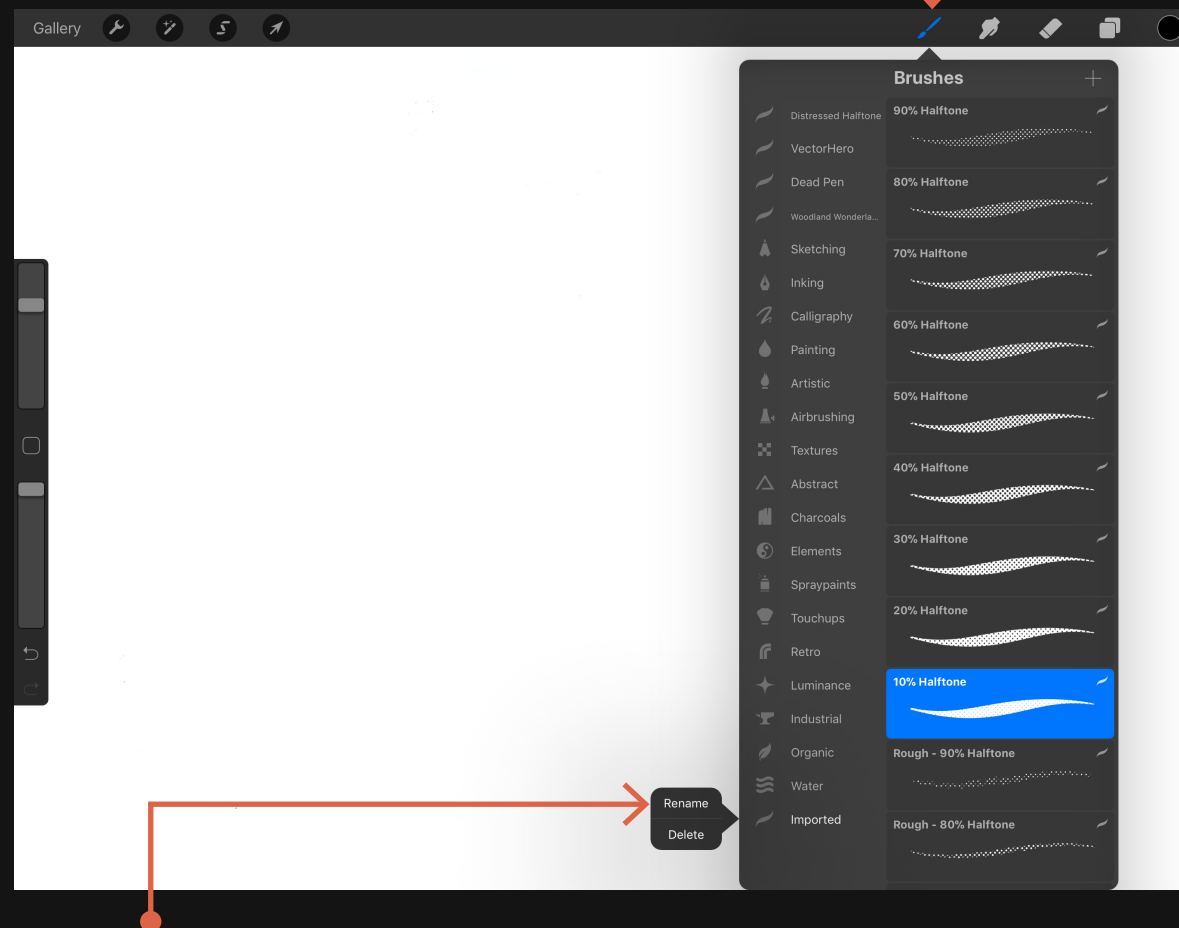 Gallery
Brushes
Distressed Halftone
VectorHero
Dead Pen
Woodland Wonderla...
Sketching
Inking
Calligraphy
Painting
Artistic
Airbrushing
Textures
Abstract
Charcoals
Elements
Spraypaints
Touchups
Retro
Luminance
Industrial
Organic
Water
Imported
90% Halftone
80% Halftone
70% Halftone
60% Halftone
50% Halftone
40% Halftone
30% Halftone
20% Halftone
10% Halftone
Rough - 90% Halftone
Rough - 80% Halftone
Rename
Delete